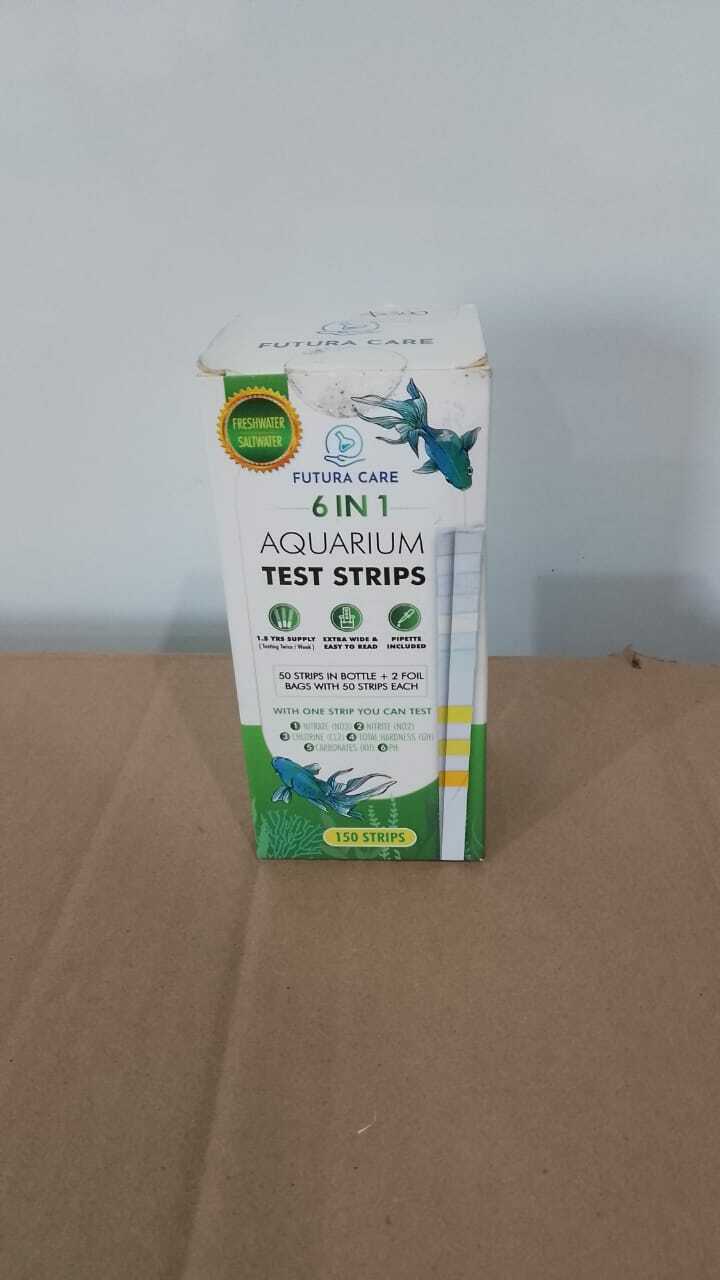 FUTURA CARE
FRESHWATER
SALTWATER
FUTURA CARE
6 IN 1
AQUARIUM
TEST STRIPS
1.5 YRS SUPPLY
(Testing Twice / Week)
EXTRA WIDE &
EASY TO READ
PIPETTE
INCLUDED
50 STRIPS IN BOTTLE + 2 FOIL
BAGS WITH 50 STRIPS EACH
WITH ONE STRIP YOU CAN TEST
1 NITRATE (NO3) 2 NITRITE (NO2)
3 CHLORINE (CL2) 4 TOTAL HARDNESS (GH)
5 CARBONATES (KH) 6 PH
150 STRIPS